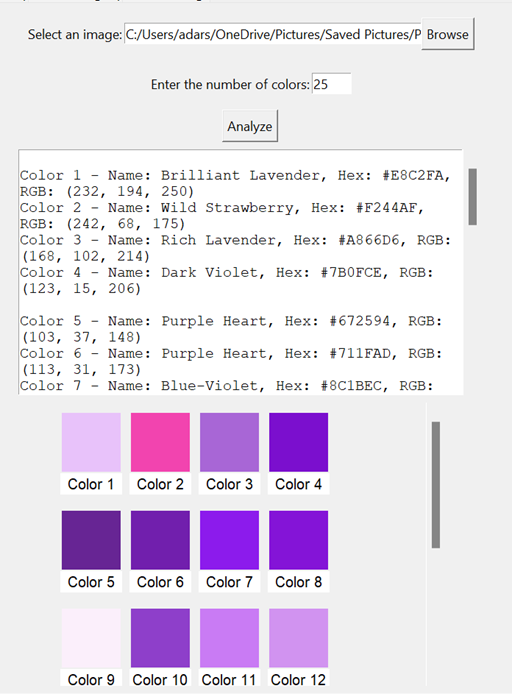 Select an image: C:/Users/adars/OneDrive/Pictures/Saved Pictures/P Browse
Enter the number of colors: 25
Analyze
Color 1 - Name: Brilliant Lavender, Hex: #E8C2FA,
RGB: (232, 194, 250)
Color 2 - Name: Wild Strawberry, Hex: #F244AF,
RGB: (242, 68, 175)
Color 3 - Name: Rich Lavender, Hex: #A866D6, RGB:
(168, 102, 214)
Color 4 - Name: Dark Violet, Hex: #7B0FCE, RGB:
(123, 15, 206)
Color 5 - Name: Purple Heart, Hex: #672594, RGB:
(103, 37, 148)
Color 6 - Name: Purple Heart, Hex: #711FAD, RGB:
(113, 31, 173)
Color 7 - Name: Blue-Violet, Hex: #8C1BEC, RGB:
Color 1 Color 2 Color 3 Color 4
Color 5 Color 6 Color 7 Color 8
Color 9 Color 10 Color 11 Color 12